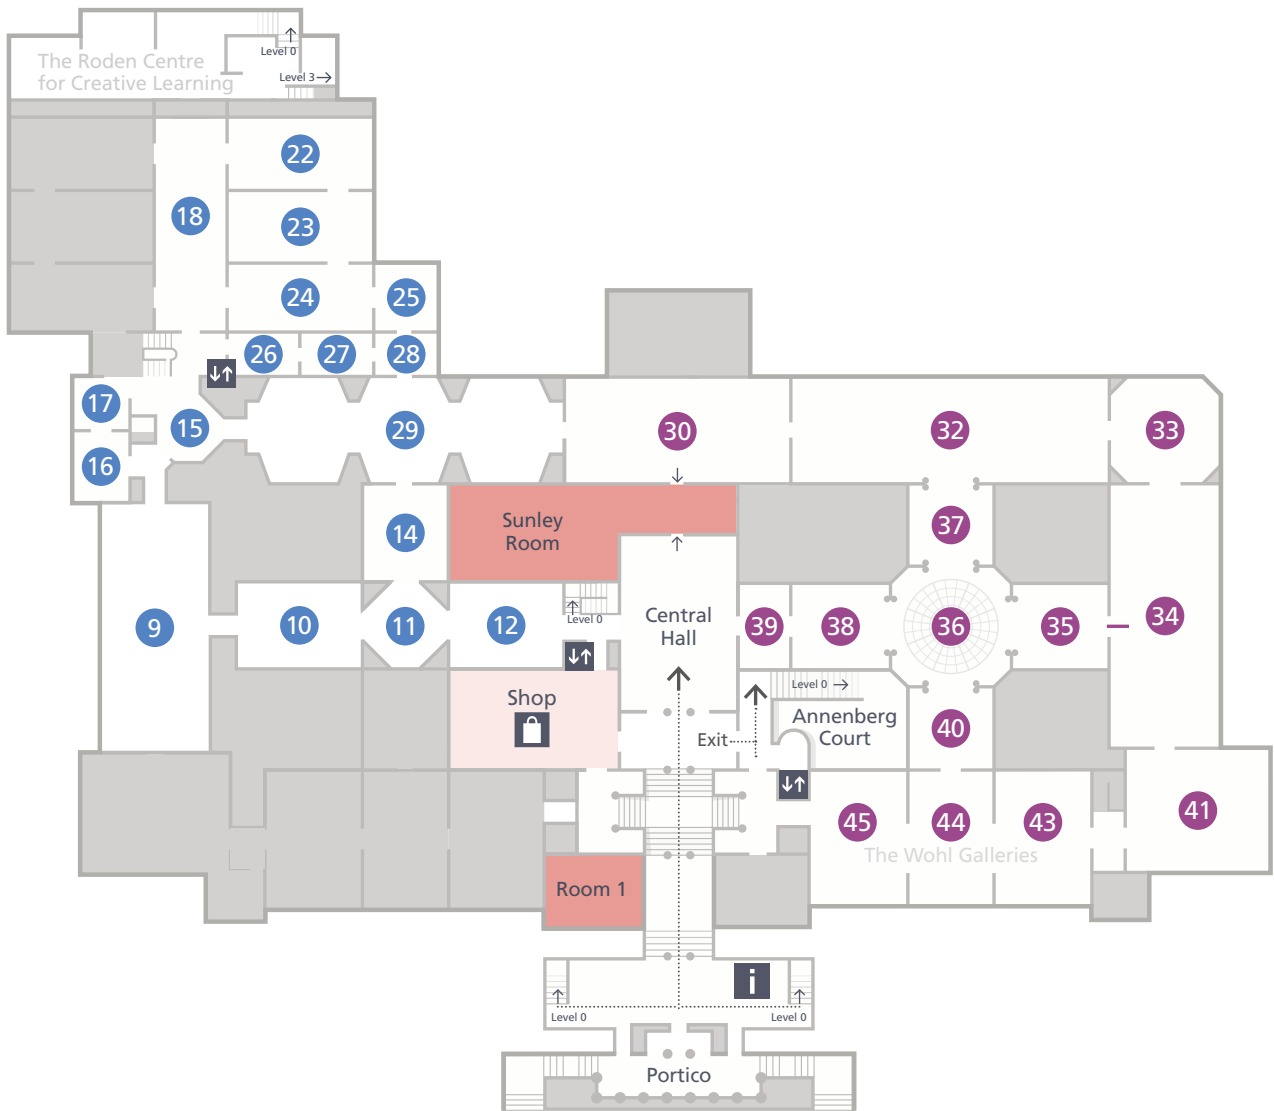 Level 0
The Roden Centre
for Creative Learning
Level 3
22
18
23
24
25
26
27
28
17
15
16
29
30
32
33
14
Sunley
Room
37
9
10
11
12
Level 0
Central
Hall
39
38
36
35
34
Shop
Level 0
Annenberg
Court
Exit
40
45
44
43
41
The Wohl Galleries
Room 1
i
Level 0
Level 0
Portico